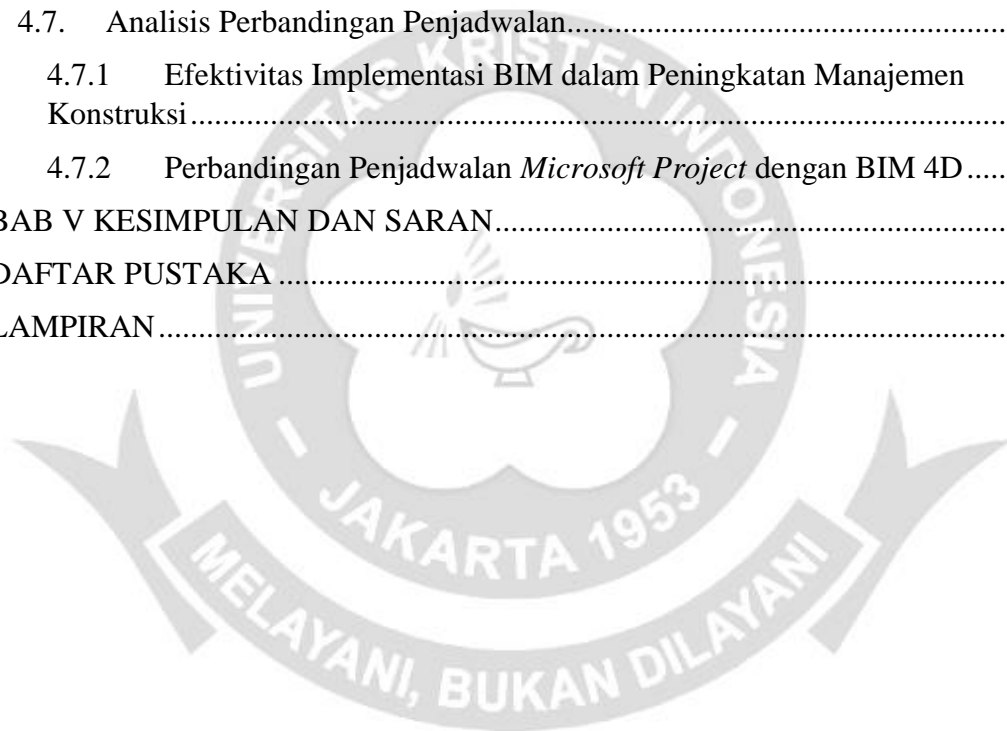 4.7. Analisis Perbandingan Penjadwalan.......................................................
4.7.1 Efektivitas Implementasi BIM dalam Peningkatan Manajemen
Konstruksi.......................................................................................................
4.7.2 Perbandingan Penjadwalan Microsoft Project dengan BIM 4D.....
BAB V KESIMPULAN DAN SARAN................................................................
DAFTAR PUSTAKA...........................................................................................
LAMPIRAN..........................................................................................................
UNIVERSITAS KRISTEN INDONESIA
- JAKARTA 1953 -
MELAYANI, BUKAN DILAYANI